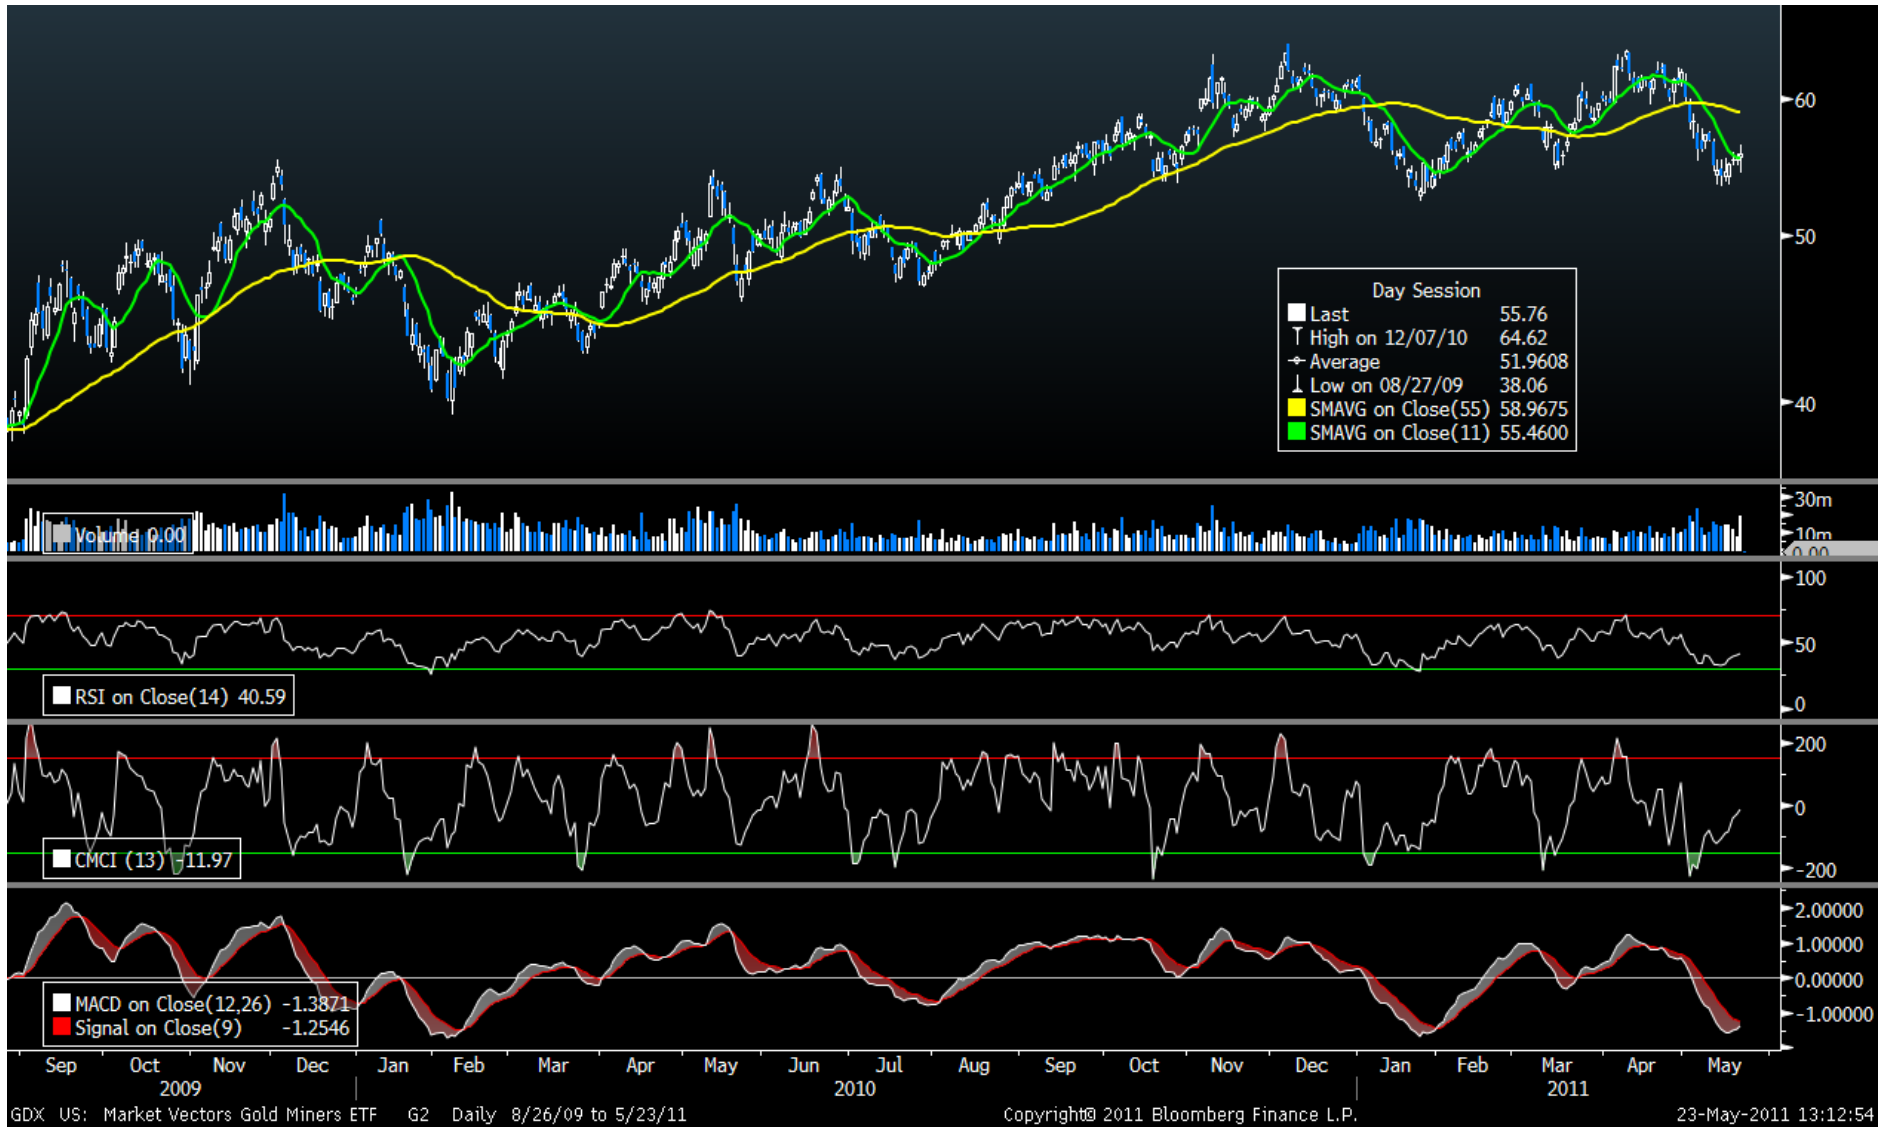 60
50
40
Day Session
Last 55.76
High on 12/07/10 64.62
Average 51.9608
Low on 08/27/09 38.06
SMAVG on Close(55) 58.9675
SMAVG on Close(11) 55.4600
30m
10m
0.00
Volume 0.00
100
50
0
RSI on Close(14) 40.59
200
0
-200
CMCI (13) -11.97
2.00000
1.00000
0.00000
-1.00000
MACD on Close(12,26) -1.3871
Signal on Close(9) -1.2546
Sep Oct Nov Dec Jan Feb Mar Apr May Jun Jul Aug Sep Oct Nov Dec Jan Feb Mar Apr May
2009 2010 2011
GDX US: Market Vectors Gold Miners ETF G2 Daily 8/26/09 to 5/23/11 Copyright© 2011 Bloomberg Finance L.P. 23-May-2011 13:12:54